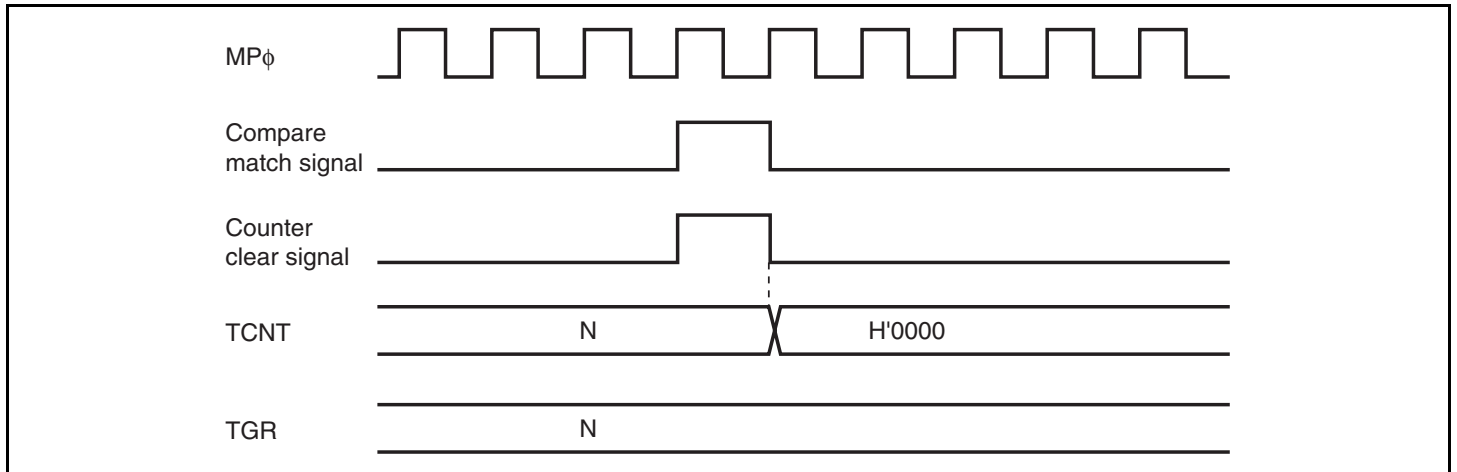 MPϕ
Compare
match signal
Counter
clear signal
TCNT N H'0000
TGR N